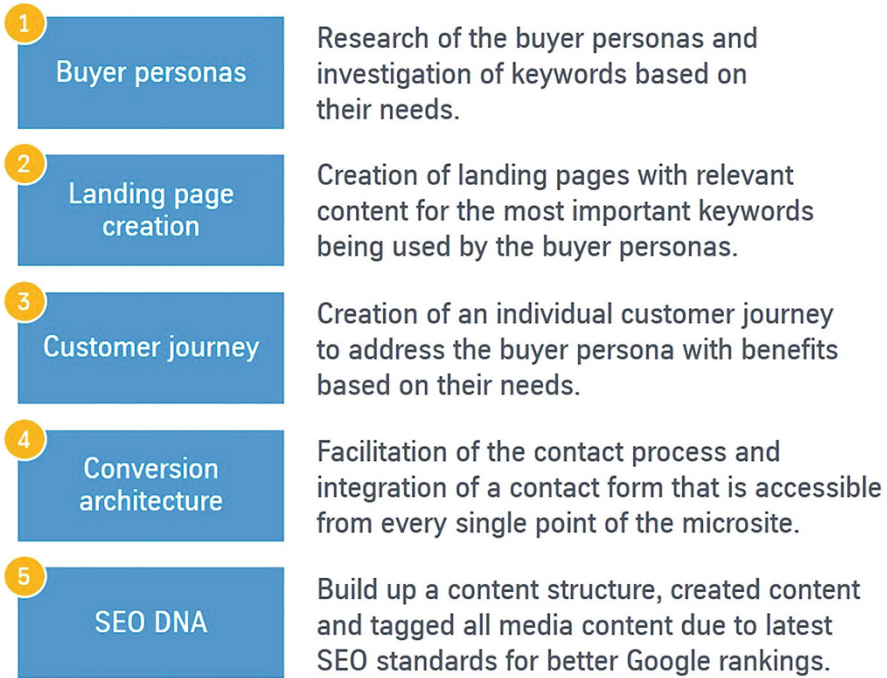 1
Buyer personas
Research of the buyer personas and
investigation of keywords based on
their needs.
2
Landing page
creation
Creation of landing pages with relevant
content for the most important keywords
being used by the buyer personas.
3
Customer journey
Creation of an individual customer journey
to address the buyer persona with benefits
based on their needs.
4
Conversion
architecture
Facilitation of the contact process and
integration of a contact form that is accessible
from every single point of the microsite.
5
SEO DNA
Build up a content structure, created content
and tagged all media content due to latest
SEO standards for better Google rankings.